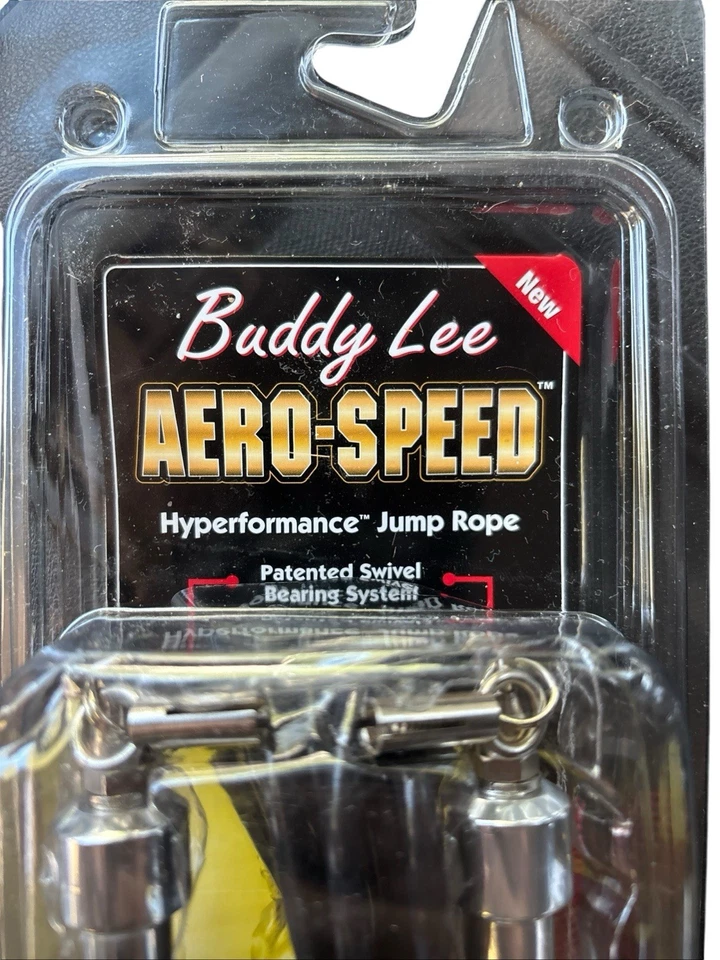 New
Buddy Lee
AERO-SPEED™
Hyperformance™ Jump Rope
Patented Swivel
Bearing System